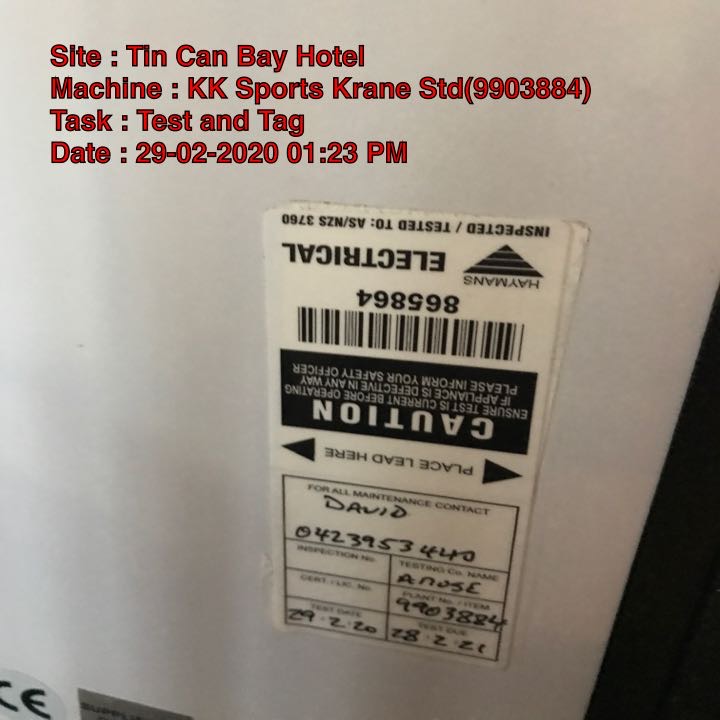 Site : Tin Can Bay Hotel
Machine : KK Sports Krane Std(9903884)
Task : Test and Tag
Date : 29-02-2020 01:23 PM
INSPECTED / TESTED TO: AS/NZS 3760
HAYMANS
ELECTRICAL
865864
CAUTION
ENSURE TEST IS CURRENT BEFORE OPERATING
IF APPLIANCE IS DEFECTIVE IN ANY WAY
PLEASE INFORM YOUR SAFETY OFFICER
PLACE LEAD HERE
FOR ALL MAINTENANCE CONTACT
DAVID
0423953440
INSPECTION No.
TESTING Co. NAME
AMUSE
CERT. / LIC. No.
PLANT No. / ITEM
9903884
TEST DATE
29.2.20
TEST DUE
28.2.21
CE